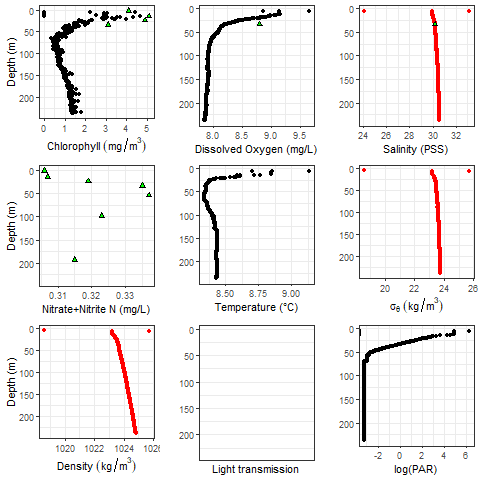 Depth (m)
0
50
100
150
200
0 1 2 3 4 5
Chlorophyll (mg/m³)
0
50
100
150
200
8.0 8.5 9.0 9.5
Dissolved Oxygen (mg/L)
0
50
100
150
200
24 27 30 32
Salinity (PSS)
Depth (m)
0
50
100
150
200
0.31 0.32 0.33
Nitrate+Nitrite N (mg/L)
0
50
100
150
200
8.50 8.75 9.00
Temperature (°C)
0
50
100
150
200
20 22 24 26
σθ (kg/m³)
Depth (m)
0
50
100
150
200
1020 1022 1024 1026
Density (kg/m³)
0
50
100
150
200
Light transmission
0
50
100
150
200
-2 0 2 4 6
log(PAR)